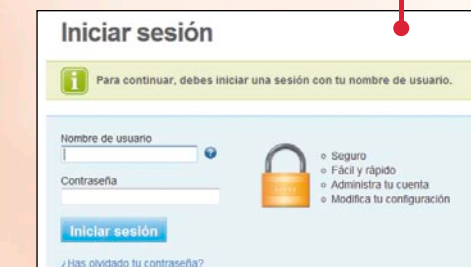 Iniciar sesión
Para continuar, debes iniciar una sesión con tu nombre de usuario.
Nombre de usuario
Contraseña
Seguro
Fácil y rápido
Administra tu cuenta
Modifica tu configuración
Iniciar sesión
¿Has olvidado tu contraseña?